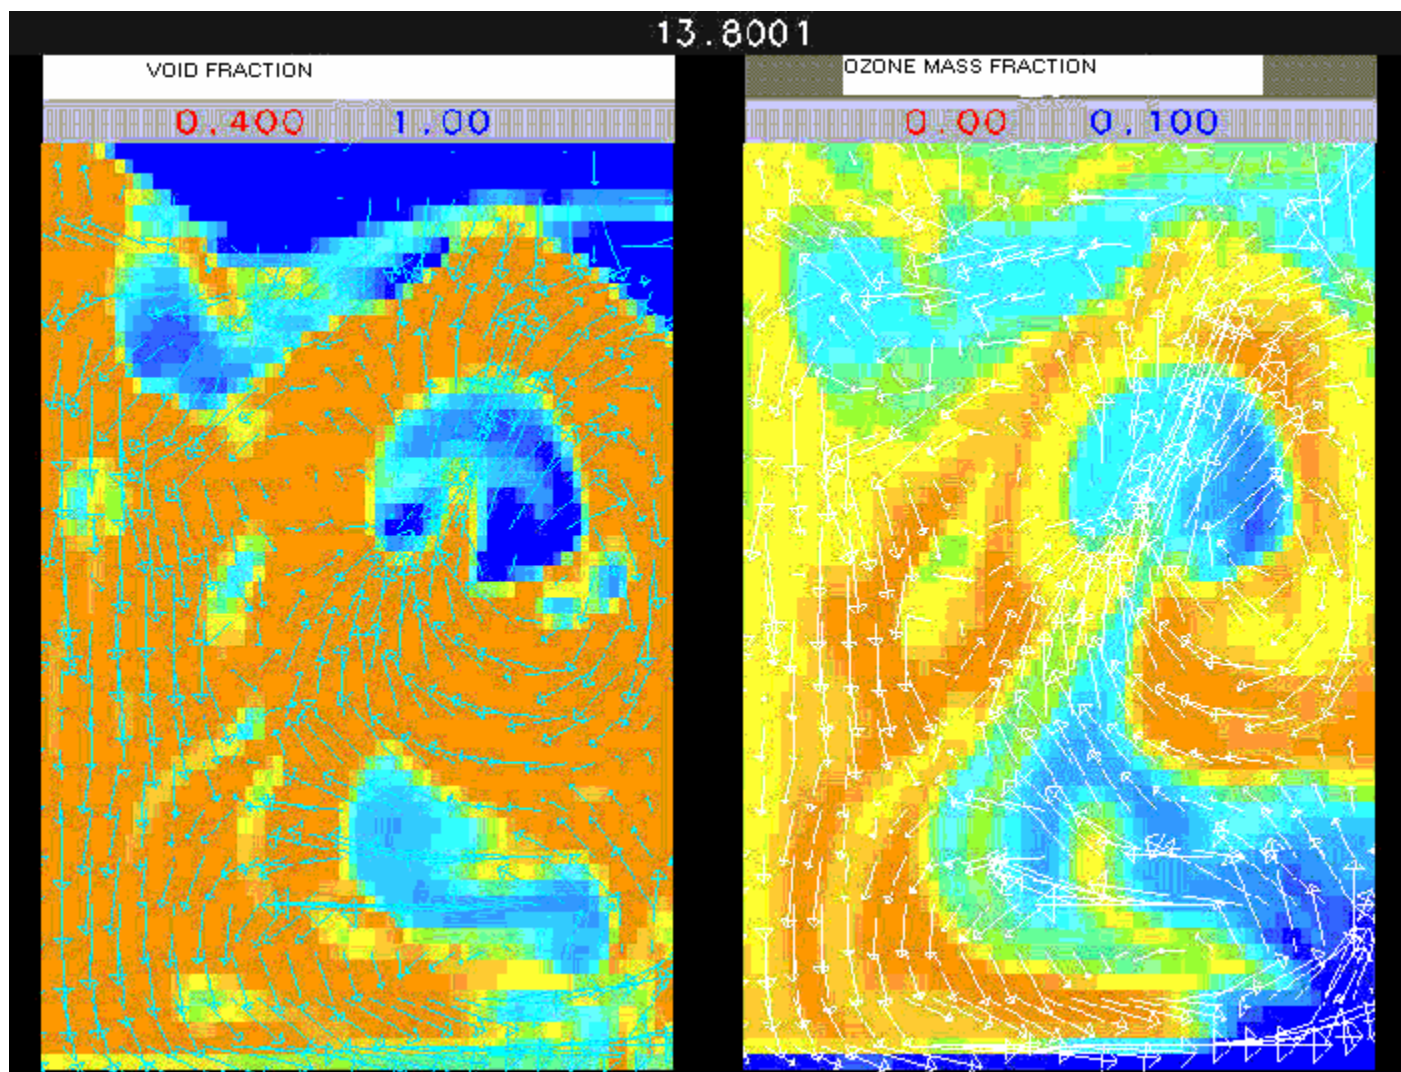 13.8001
VOID FRACTION
OZONE MASS FRACTION
0.400 1.00
0.00 0.100